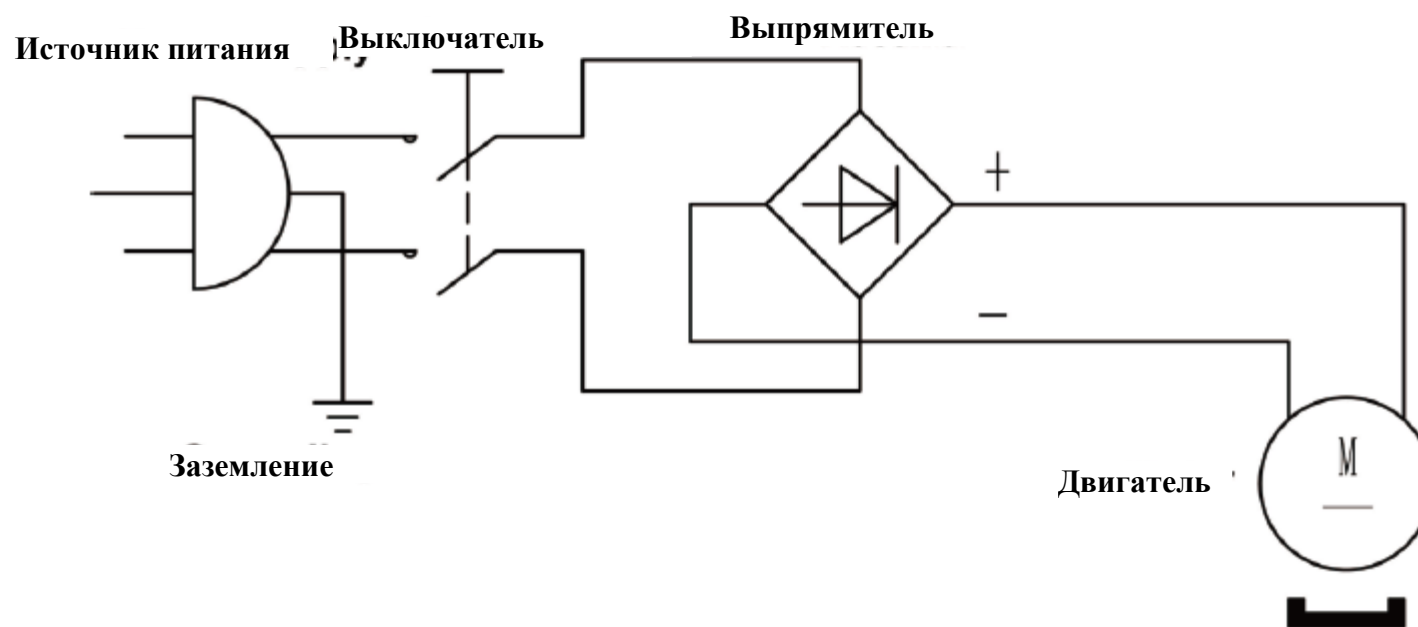 Источник питания
Выключатель
Выпрямитель
+
−
Заземление
Двигатель
M